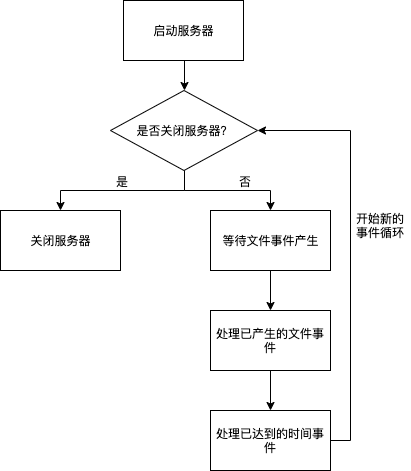 启动服务器
是否关闭服务器?
是
否
关闭服务器
等待文件事件产生
开始新的
事件循环
处理已产生的文件事
件
处理已达到的时间事
件